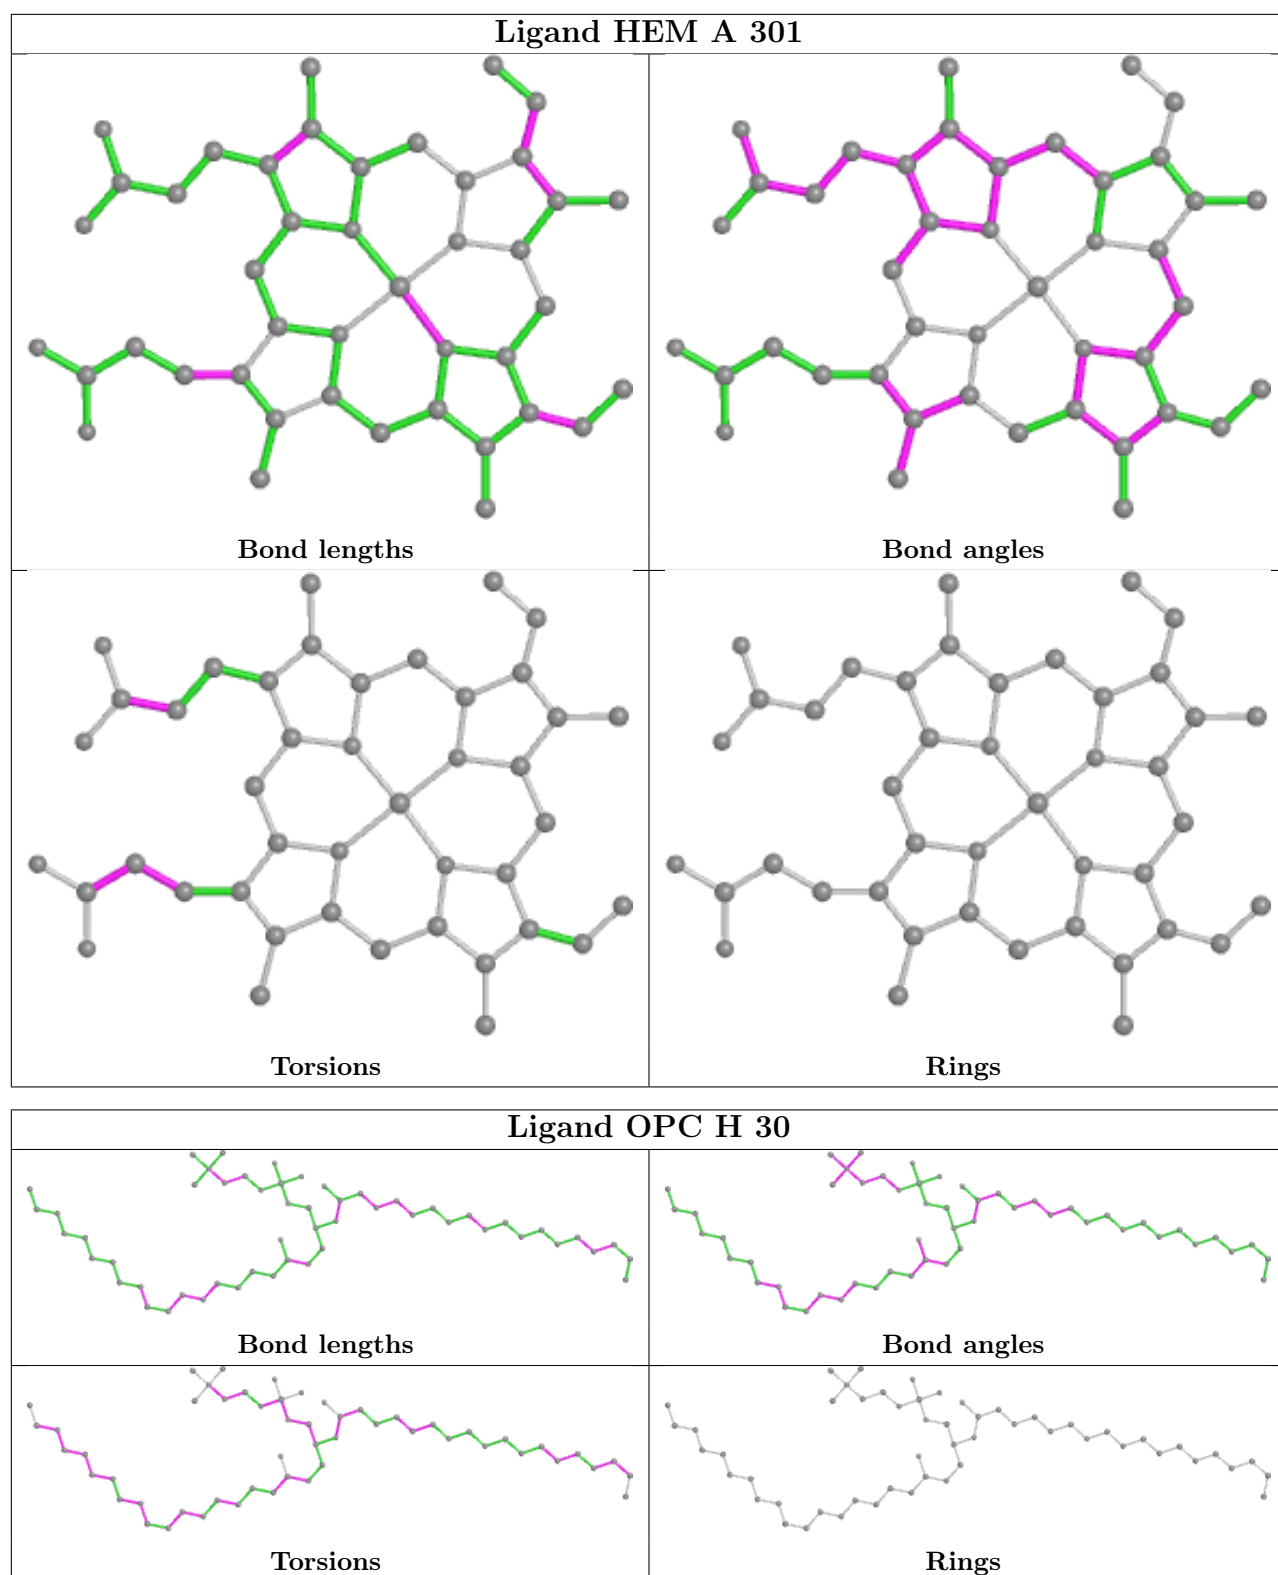 Ligand HEM A 301
Bond lengths
Bond angles
Torsions
Rings
Ligand OPC H 30
Bond lengths
Bond angles
Torsions
Rings